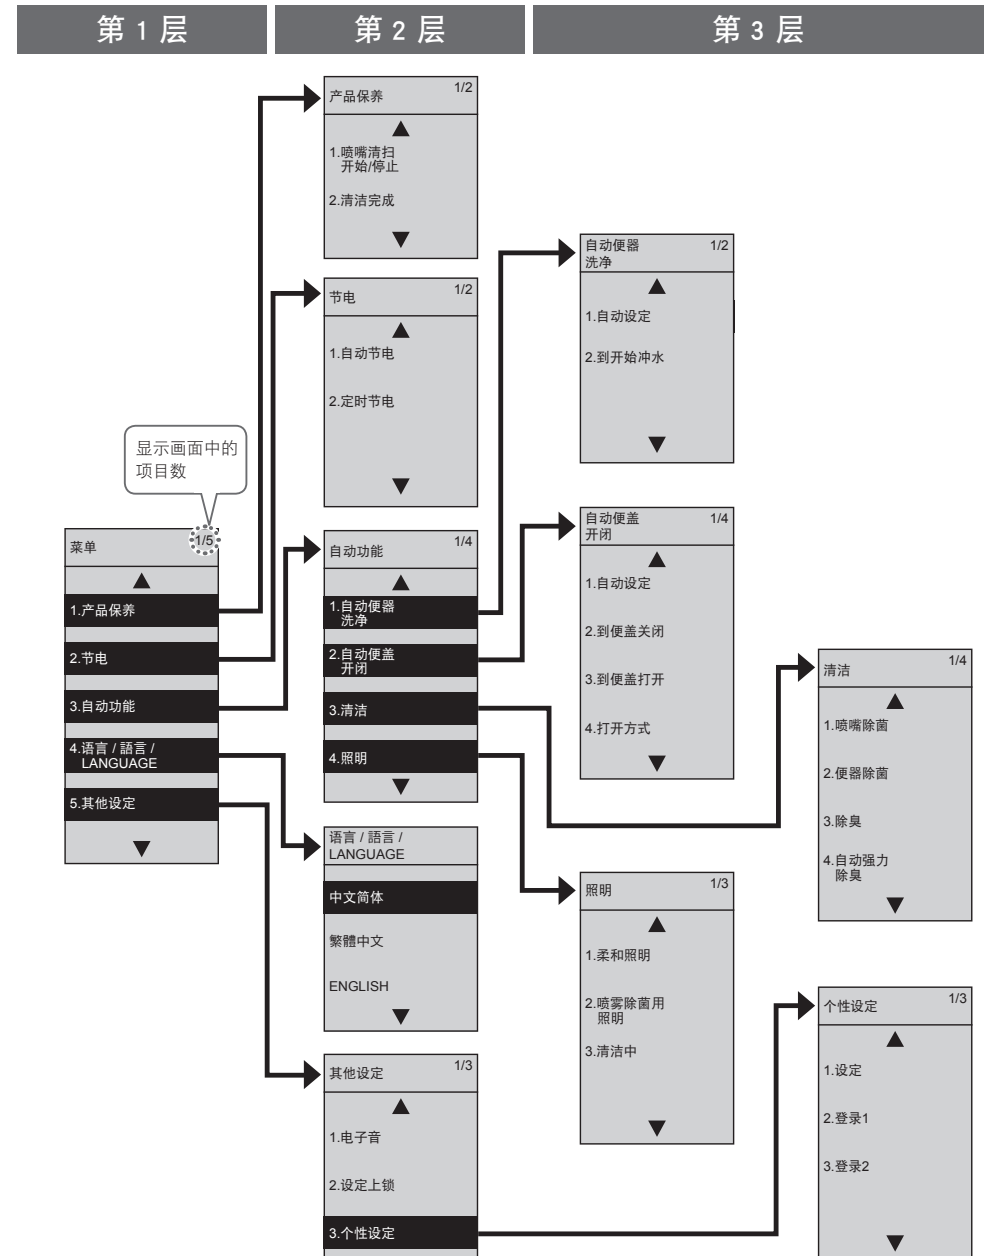 第 1 层
第 2 层
第 3 层
显示画面中的
项目数
菜单
1/5
1.产品保养
2.节电
3.自动功能
4.语言 / 語言 /
LANGUAGE
5.其他设定
产品保养
1/2
1.喷嘴清扫
开始/停止
2.清洁完成
节电
1/2
1.自动节电
2.定时节电
自动功能
1/4
1.自动便器
洗净
2.自动便盖
开闭
3.清洁
4.照明
语言 / 語言 /
LANGUAGE
中文简体
繁體中文
ENGLISH
其他设定
1/3
1.电子音
2.设定上锁
3.个性设定
自动便器
洗净
1/2
1.自动设定
2.到开始冲水
自动便盖
开闭
1/4
1.自动设定
2.到便盖关闭
3.到便盖打开
4.打开方式
照明
1/3
1.柔和照明
2.喷雾除菌用
照明
3.清洁中
清洁
1/4
1.喷嘴除菌
2.便器除菌
3.除臭
4.自动强力
除臭
个性设定
1/3
1.设定
2.登录1
3.登录2